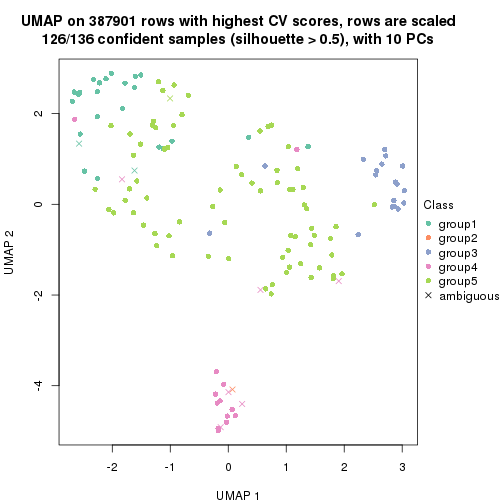 UMAP on 387901 rows with highest CV scores, rows are scaled
126/136 confident samples (silhouette > 0.5), with 10 PCs
2
0
-2
-4
UMAP 2
-2
-1
0
1
2
3
UMAP 1
Class
group1
group2
group3
group4
group5
ambiguous